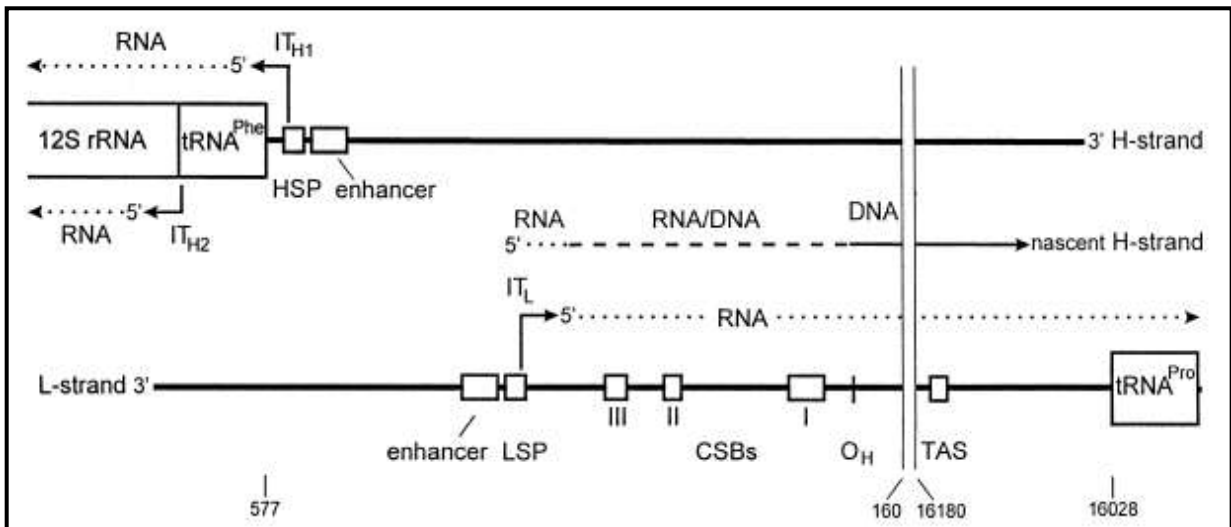 RNA IT_H1
5'
12S rRNA tRNA^Phe 3' H-strand
HSP enhancer
5' RNA RNA/DNA DNA
RNA IT_H2 5' nascent H-strand
IT_L
5' RNA
L-strand 3' tRNA^Pro
III II I
enhancer LSP CSBs O_H TAS
577 160 16180 16028